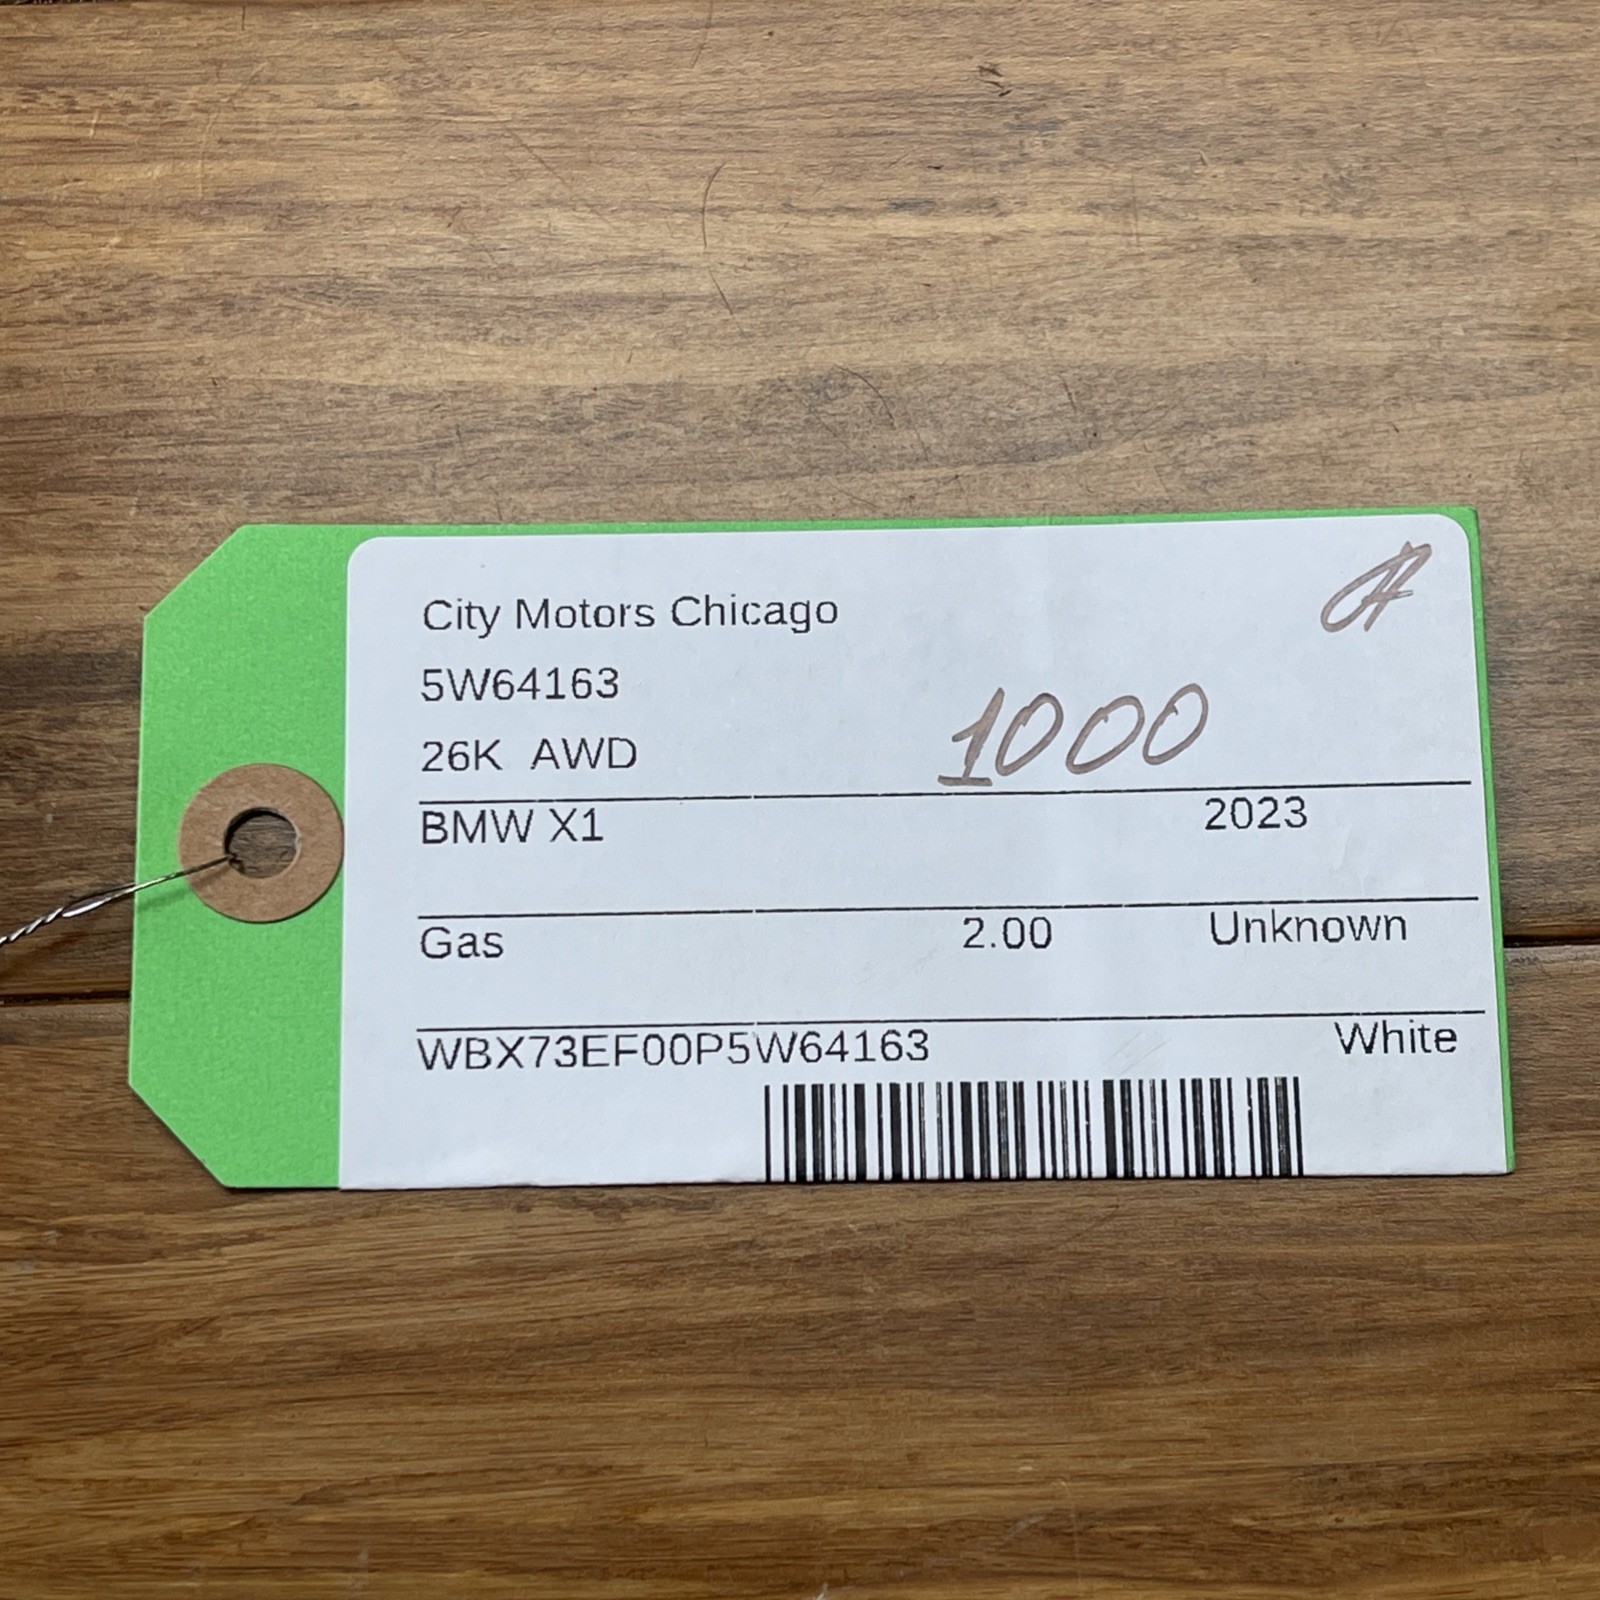 City Motors Chicago
5W64163
1000
26K AWD
BMW X1 2023
Gas 2.00 Unknown
WBX73EF00P5W64163 White